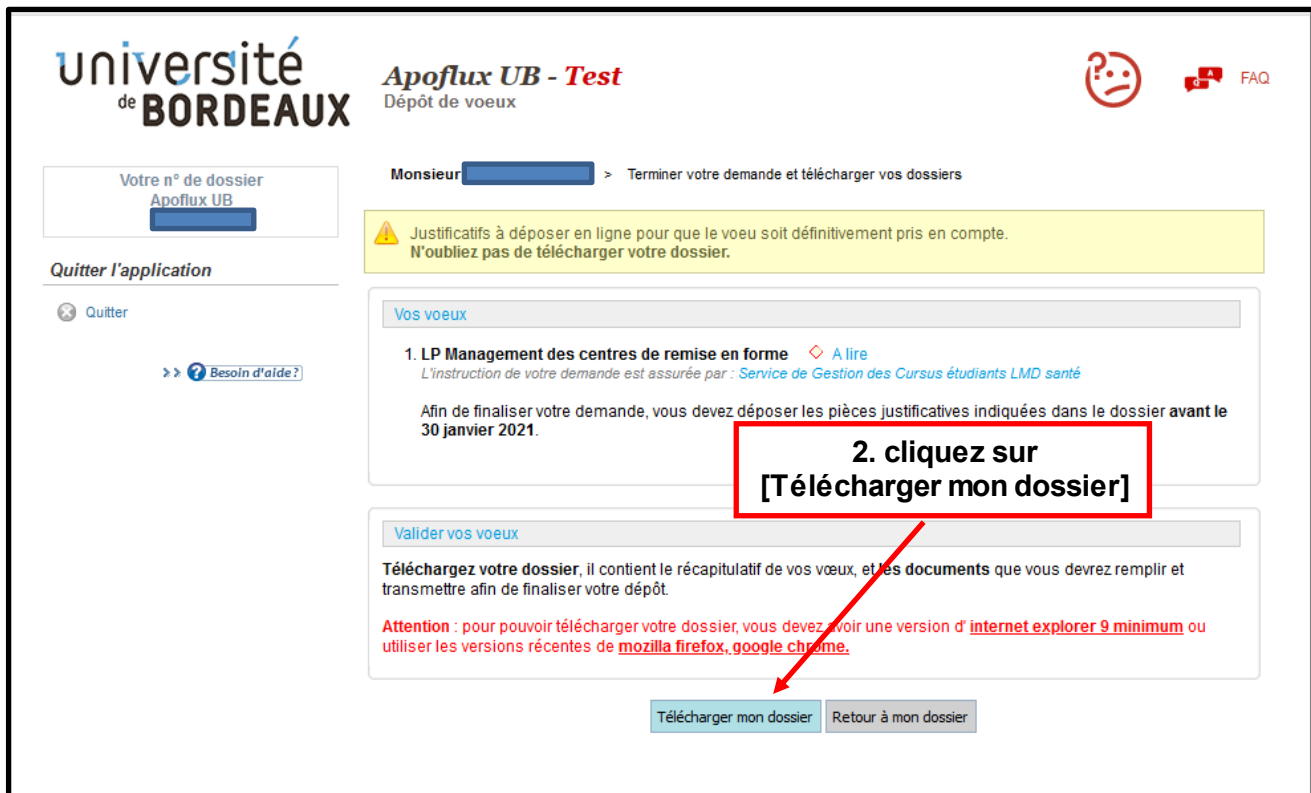 université
de BORDEAUX
Apoflux UB - Test
Dépôt de voeux
FAQ
Votre n° de dossier
Apoflux UB
Monsieur > Terminer votre demande et télécharger vos dossiers
Justificatifs à déposer en ligne pour que le voeu soit définitivement pris en compte.
N'oubliez pas de télécharger votre dossier.
Quitter l'application
Quitter
>> ? Besoin d'aide ?
Vos voeux
1. LP Management des centres de remise en forme A lire
L'instruction de votre demande est assurée par : Service de Gestion des Cursus étudiants LMD santé
Afin de finaliser votre demande, vous devez déposer les pièces justificatives indiquées dans le dossier avant le
30 janvier 2021.
2. cliquez sur
[Télécharger mon dossier]
Valider vos voeux
Téléchargez votre dossier, il contient le récapitulatif de vos vœux, et les documents que vous devrez remplir et
transmettre afin de finaliser votre dépôt.
Attention : pour pouvoir télécharger votre dossier, vous devez avoir une version d' internet explorer 9 minimum ou
utiliser les versions récentes de mozilla firefox, google chrome.
Télécharger mon dossier
Retour à mon dossier